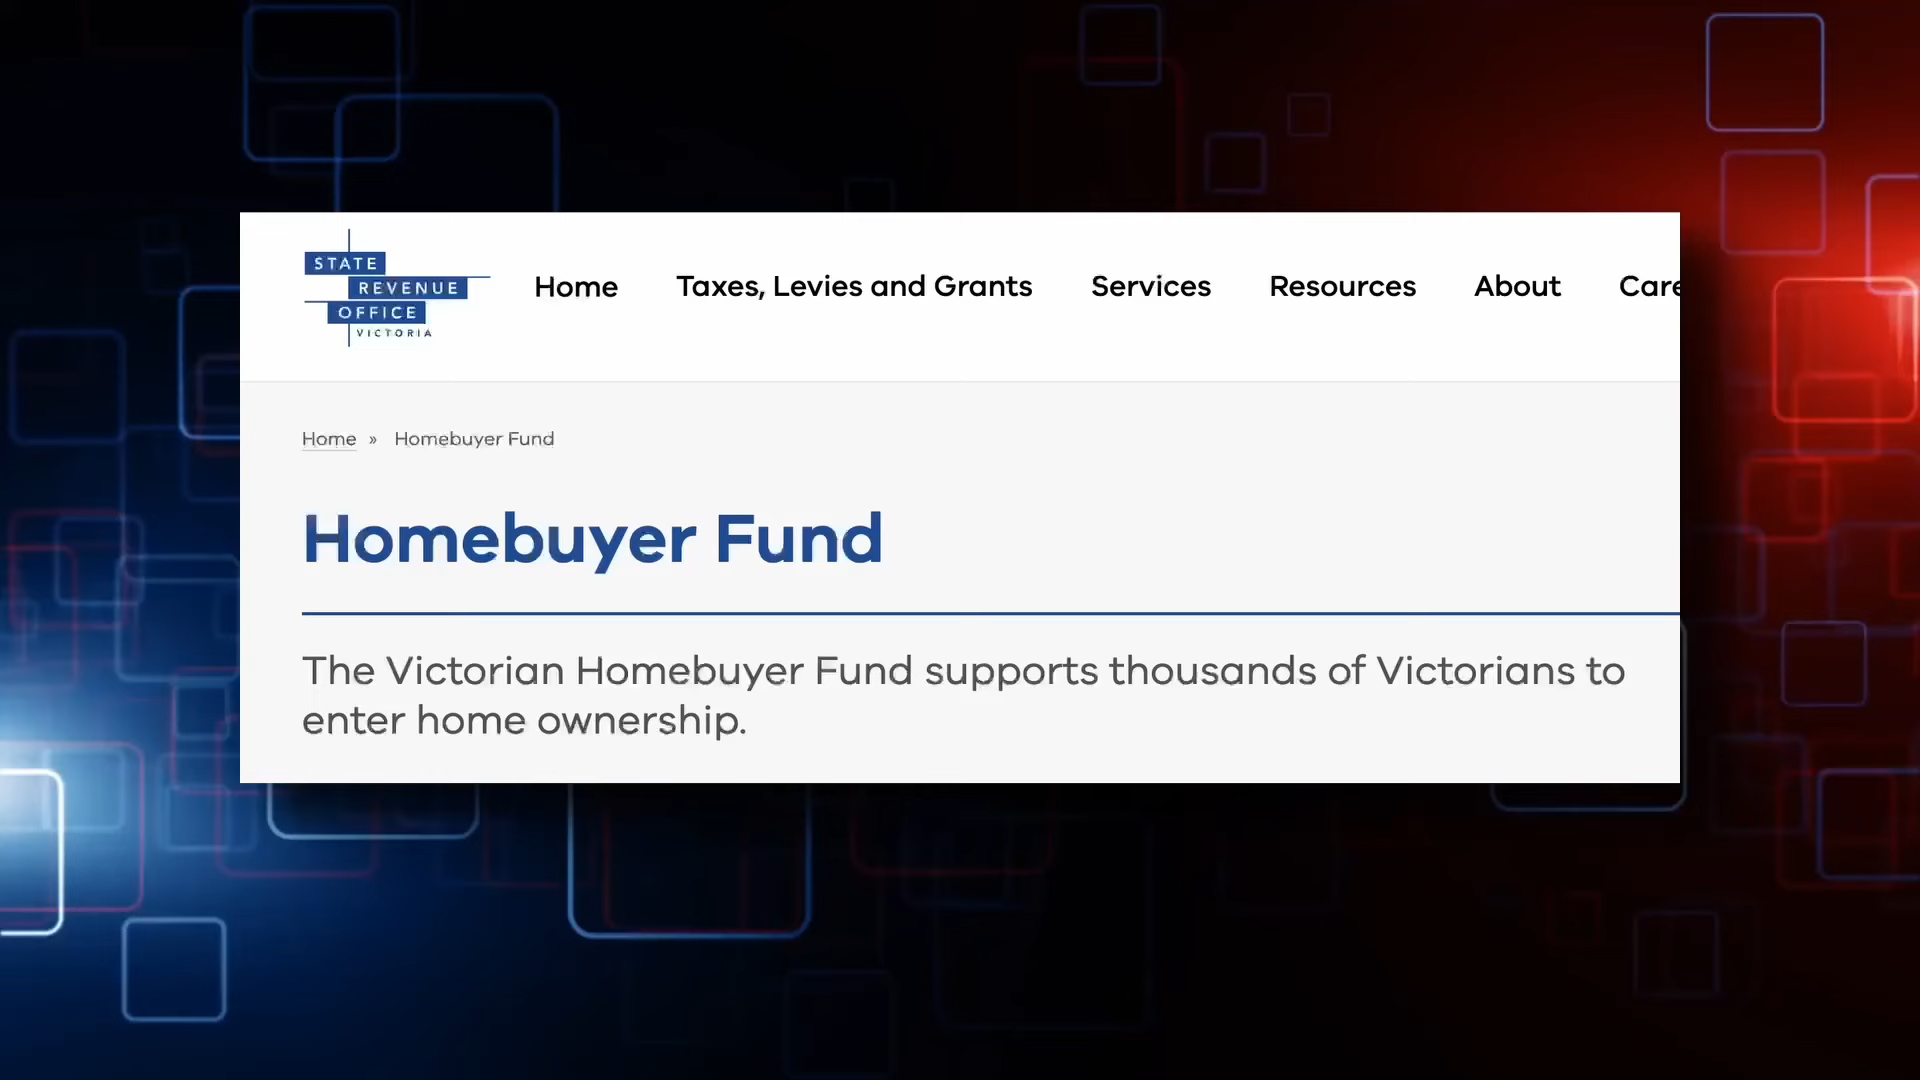 STATE
REVENUE
OFFICE
VICTORIA
Home Taxes, Levies and Grants Services Resources About Care
Home » Homebuyer Fund
Homebuyer Fund
The Victorian Homebuyer Fund supports thousands of Victorians to
enter home ownership.